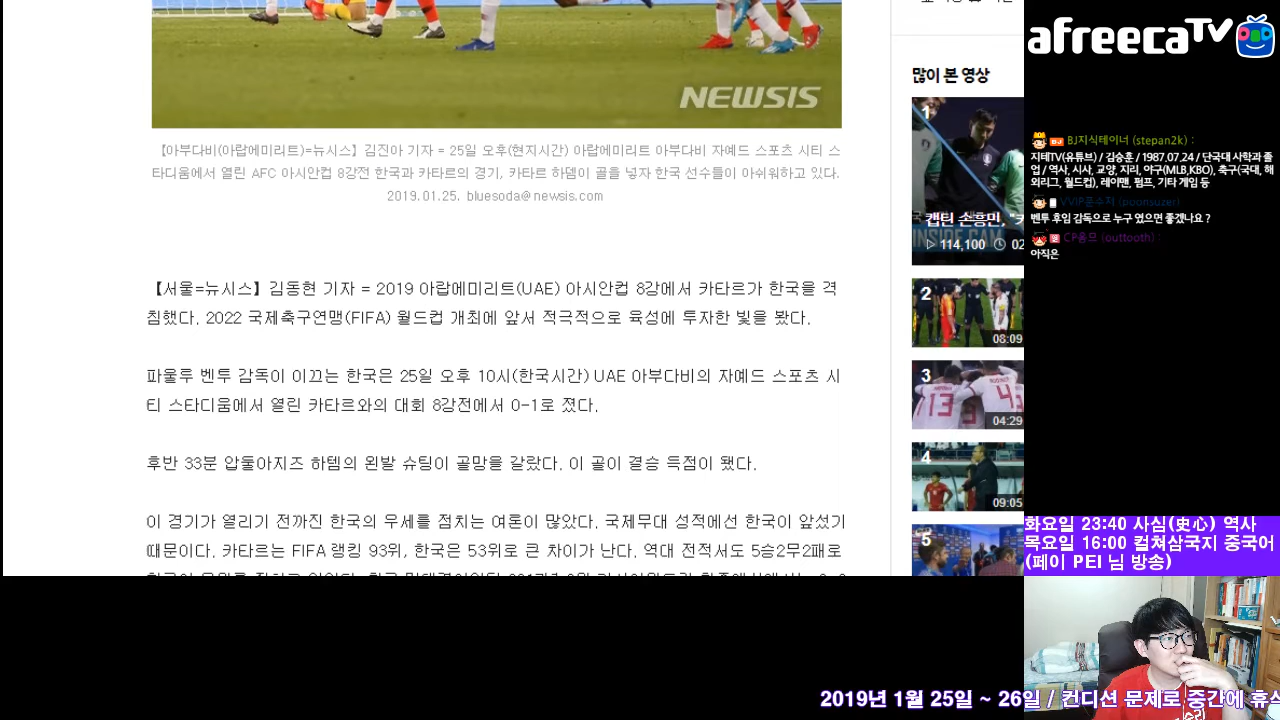 NEWSIS
【아부다비(아랍에미리트)=뉴시스】김진아 기자 = 25일 오후(현지시간) 아랍에미리트 아부다비 자예드 스포츠 시티 스
타디움에서 열린 AFC 아시안컵 8강전 한국과 카타르의 경기, 카타르 하템이 골을 넣자 한국 선수들이 아쉬워하고 있다.
2019.01.25. bluesoda@newsis.com
【서울=뉴시스】김동현 기자 = 2019 아랍에미리트(UAE) 아시안컵 8강에서 카타르가 한국을 격
침했다. 2022 국제축구연맹(FIFA) 월드컵 개최에 앞서 적극적으로 육성에 투자한 빛을 봤다.
파울루 벤투 감독이 이끄는 한국은 25일 오후 10시(한국시간) UAE 아부다비의 자예드 스포츠 시
티 스타디움에서 열린 카타르와의 대회 8강전에서 0-1로 졌다.
후반 33분 압둘아지즈 하템의 왼발 슈팅이 골망을 갈랐다. 이 골이 결승 득점이 됐다.
이 경기가 열리기 전까진 한국의 우세를 점치는 여론이 많았다. 국제무대 성적에선 한국이 앞섰기
때문이다. 카타르는 FIFA 랭킹 93위, 한국은 53위로 큰 차이가 난다. 역대 전적서도 5승2무2패로
많이 본 영상
1
캡틴 손흥민, "카
INSIDE CAM
114,100 02
2
08:09
3
04:29
4
09:05
5
afreecaTV
BJ지식테이너 (stepan2k) :
지테TV(유튜브) / 김승훈 / 1987.07.24 / 단국대 사학과 졸
업 / 역사, 시사, 교양, 지리, 야구(MLB,KBO), 축구(국대, 해
외리그, 월드컵), 레이맨, 펌프, 기타 게임 등
(poonsuzer)
벤투 후임 감독으로 누구 였으면 좋겠나요 ?
(outtooth) :
아직은
화요일 23:40 사심(史心) 역사
목요일 16:00 컬쳐삼국지 중국어
(페이 PEI 님 방송)
2019년 1월 25일 ~ 26일 / 컨디션 문제로 중간에 휴식